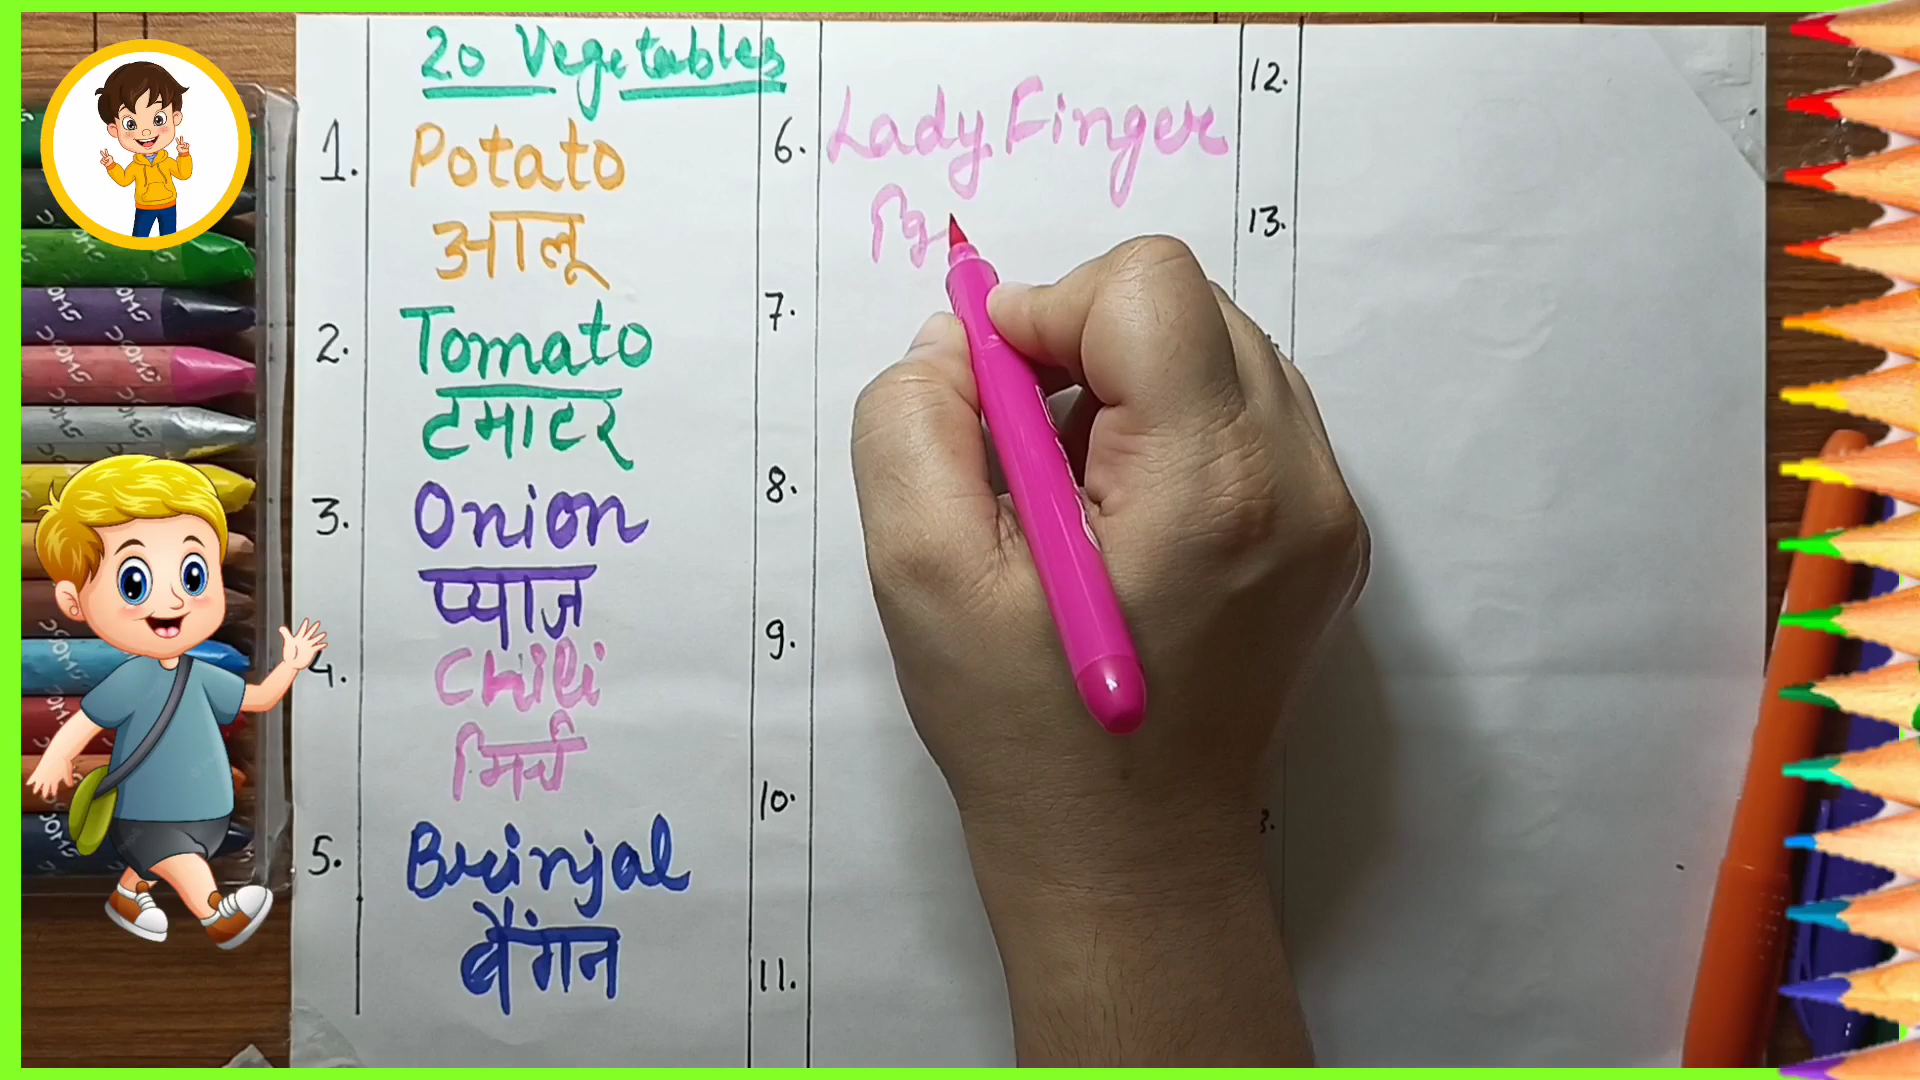 20 Vegetables
1. Potato
आलू
2. Tomato
टमाटर
3. Onion
प्याज
4. Chili
मिर्च
5. Brinjal
बैंगन
6. Lady Finger
7.
8.
9.
10.
11.
12.
13.